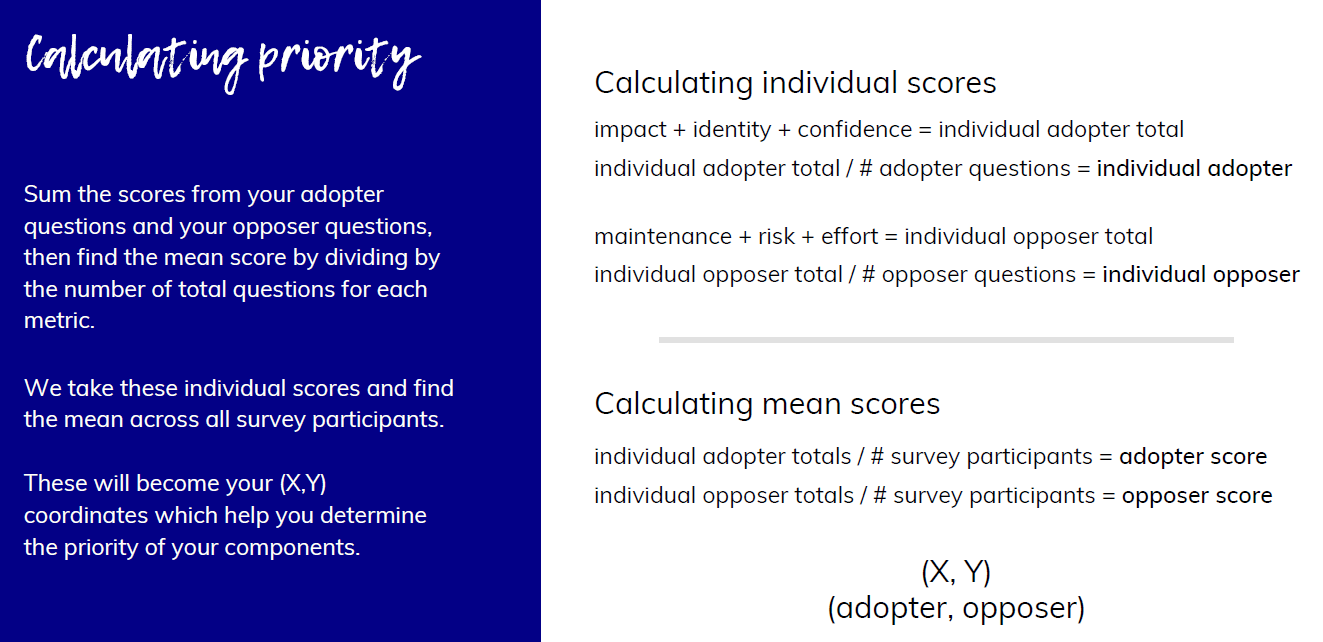 Calculating priority
Sum the scores from your adopter
questions and your opposer questions,
then find the mean score by dividing by
the number of total questions for each
metric.
We take these individual scores and find
the mean across all survey participants.
These will become your (X,Y)
coordinates which help you determine
the priority of your components.
Calculating individual scores
impact + identity + confidence = individual adopter total
individual adopter total / # adopter questions = individual adopter
maintenance + risk + effort = individual opposer total
individual opposer total / # opposer questions = individual opposer
Calculating mean scores
individual adopter totals / # survey participants = adopter score
individual opposer totals / # survey participants = opposer score
(X, Y)
(adopter, opposer)